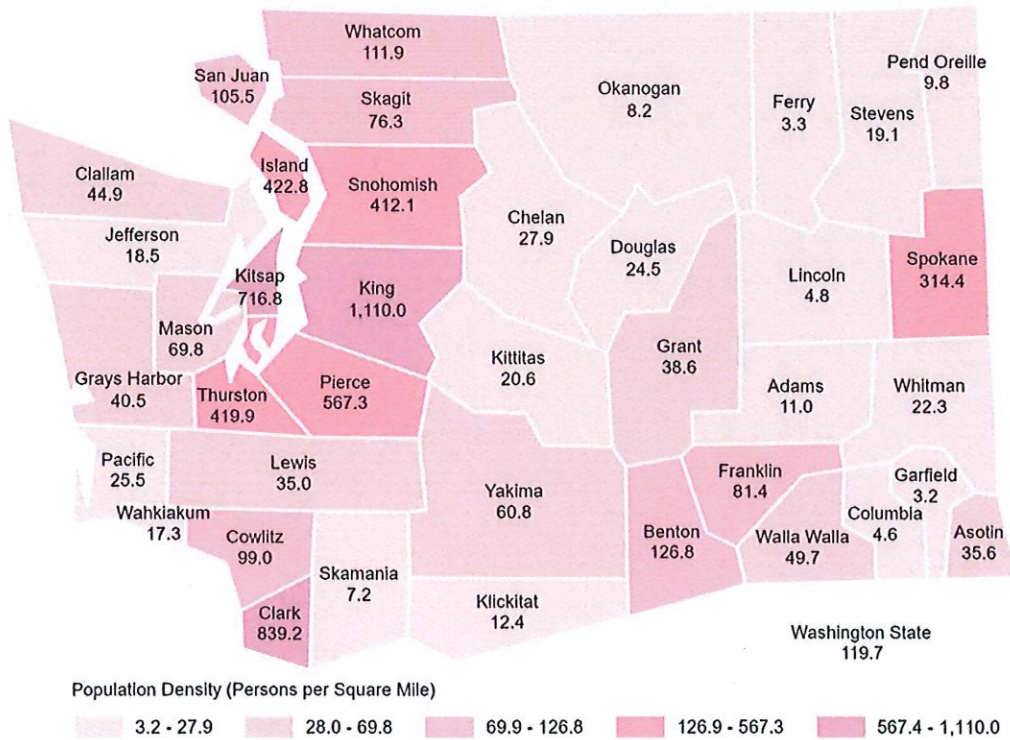 Whatcom
111.9
San Juan
105.5
Skagit
76.3
Okanogan
8.2
Ferry
3.3
Stevens
19.1
Pend Oreille
9.8
Clallam
44.9
Island
422.8
Snohomish
412.1
Jefferson
18.5
Chelan
27.9
Douglas
24.5
Lincoln
4.8
Spokane
314.4
Kitsap
716.8
King
1,110.0
Mason
69.8
Grays Harbor
40.5
Thurston
419.9
Pierce
567.3
Kittitas
20.6
Grant
38.6
Adams
11.0
Whitman
22.3
Pacific
25.5
Lewis
35.0
Yakima
60.8
Franklin
81.4
Garfield
3.2
Wahkiakum
17.3
Cowlitz
99.0
Benton
126.8
Walla Walla
49.7
Columbia
4.6
Asotin
35.6
Skamania
7.2
Klickitat
12.4
Clark
839.2
Washington State
119.7
Population Density (Persons per Square Mile)
3.2 - 27.9
28.0 - 69.8
69.9 - 126.8
126.9 - 567.3
567.4 - 1,110.0